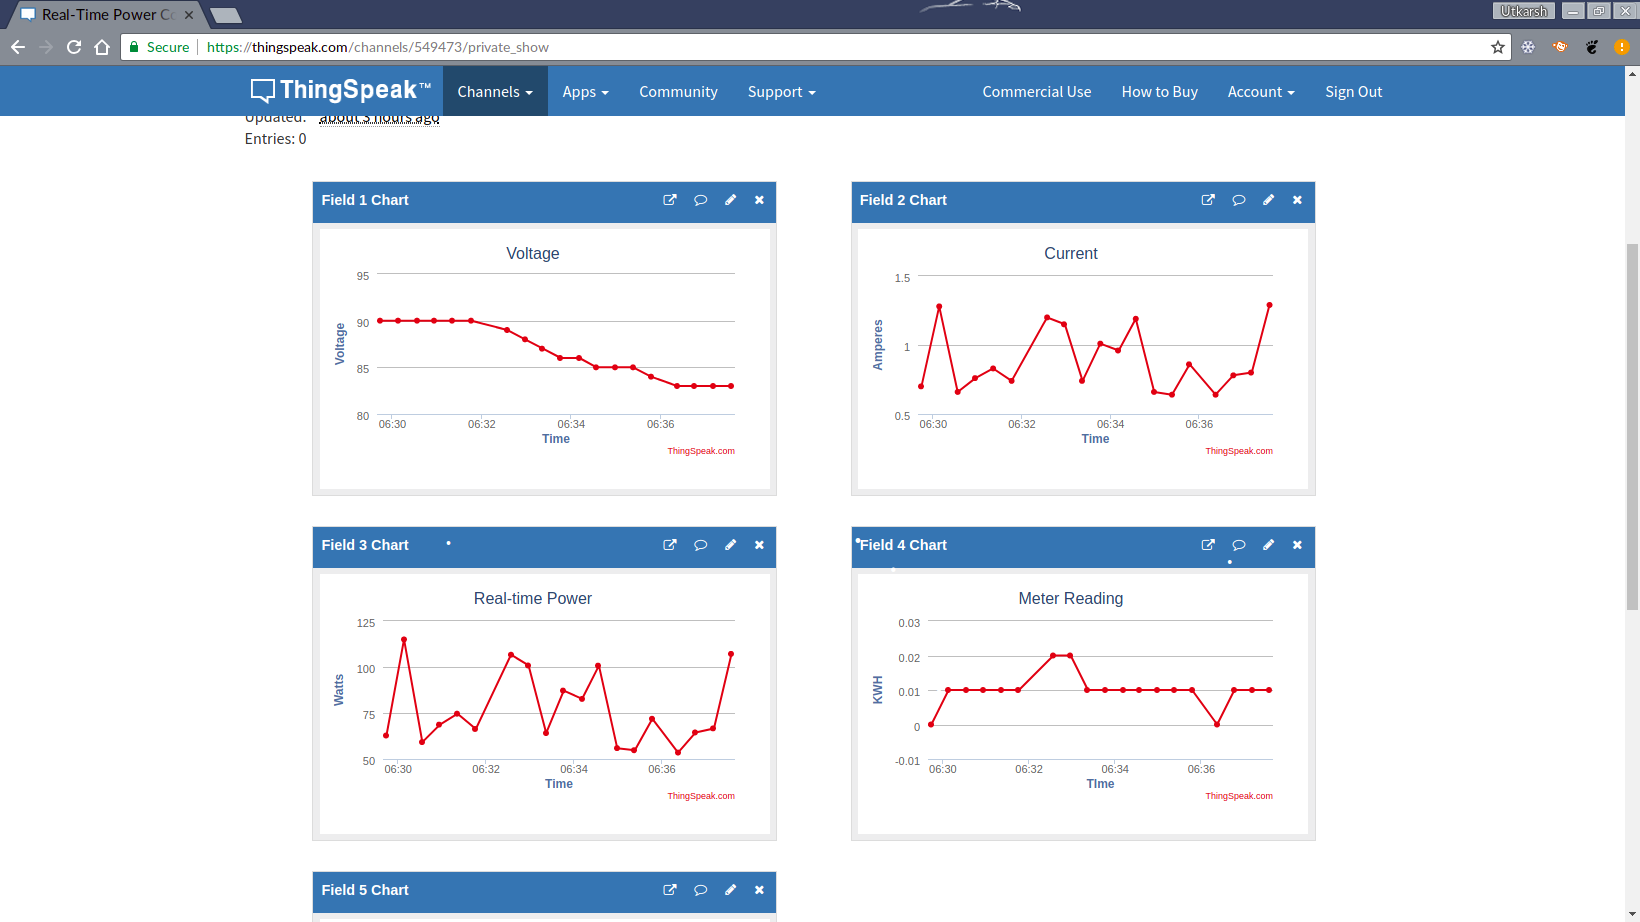 Real-Time Power Co
Utkarsh
Secure
https://thingspeak.com/channels/549473/private_show
ThingSpeak™
Channels
Apps
Community
Support
Commercial Use
How to Buy
Account
Sign Out
Updated: about 3 hours ago
Entries: 0
Field 1 Chart
Voltage
95
90
85
80
Voltage
06:30 06:32 06:34 06:36
Time
ThingSpeak.com
Field 2 Chart
Current
1.5
1
0.5
Amperes
06:30 06:32 06:34 06:36
Time
ThingSpeak.com
Field 3 Chart
Real-time Power
125
100
75
50
Watts
06:30 06:32 06:34 06:36
Time
ThingSpeak.com
Field 4 Chart
Meter Reading
0.03
0.02
0.01
0
-0.01
KWH
06:30 06:32 06:34 06:36
TIme
ThingSpeak.com
Field 5 Chart